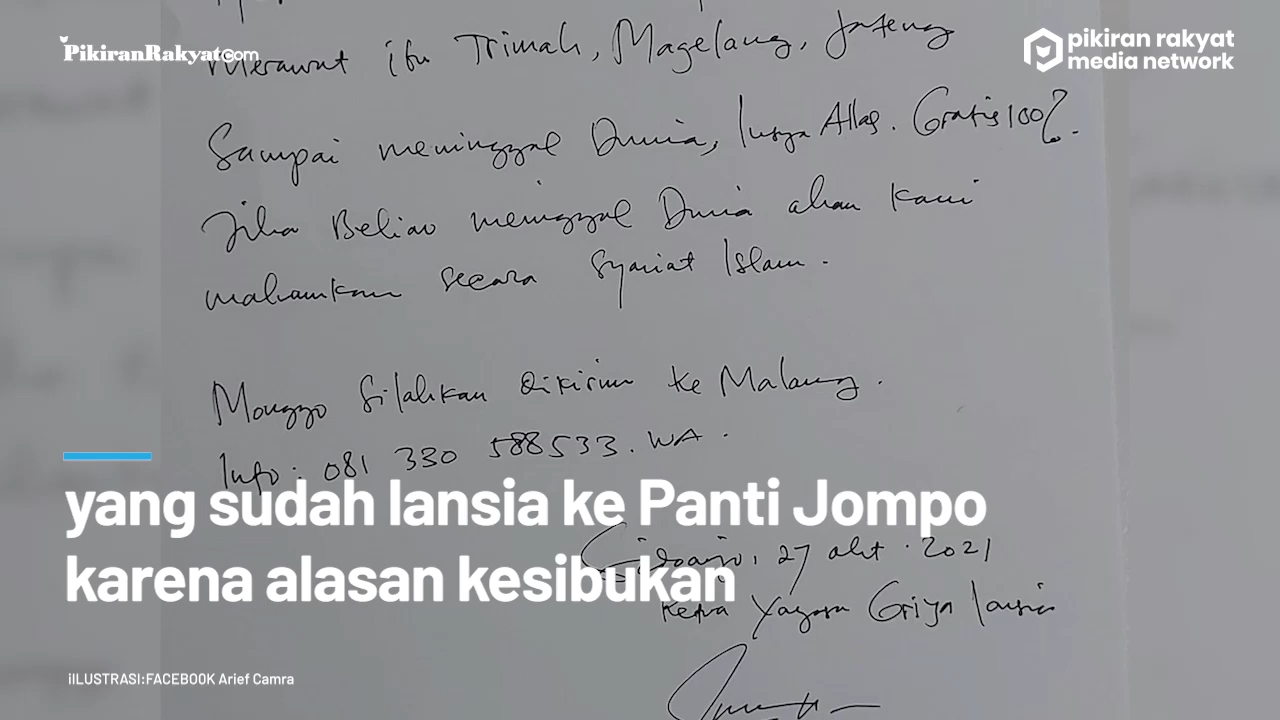 PikiranRakyat.com
pikiran rakyat
media network
merawat ibu Trimah, Magelang, Jateng
Sampai meninggal Dunia, Insya Allah. Gratis 100%.
Jika Beliau meninggal Dunia akan Kami
makamkan secara Syariat Islam.
Monggo Silahkan dikirim ke Malang.
Info: 081 330 588533. WA.
yang sudah lansia ke Panti Jompo
karena alasan kesibukan
Sidoarjo, 27 okt. 2021
Ketua Yayasan Griya lansia
iILUSTRASI:FACEBOOK Arief Camra